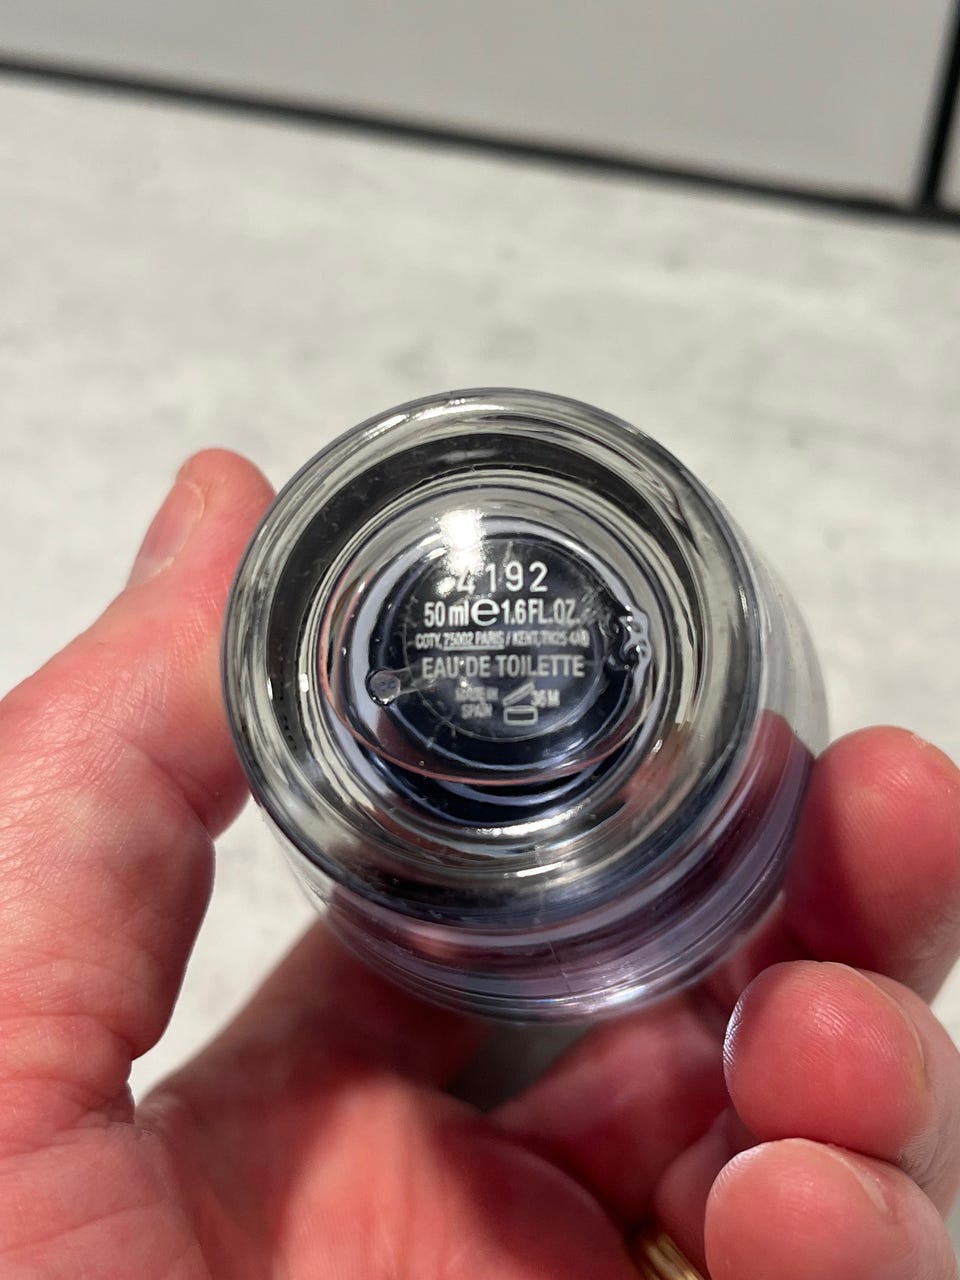 4192
50 ml e 1.6 FL.OZ.
COTY, 75002 PARIS / KENT, TN25 4AB
EAU DE TOILETTE
MADE IN
SPAIN
36 M